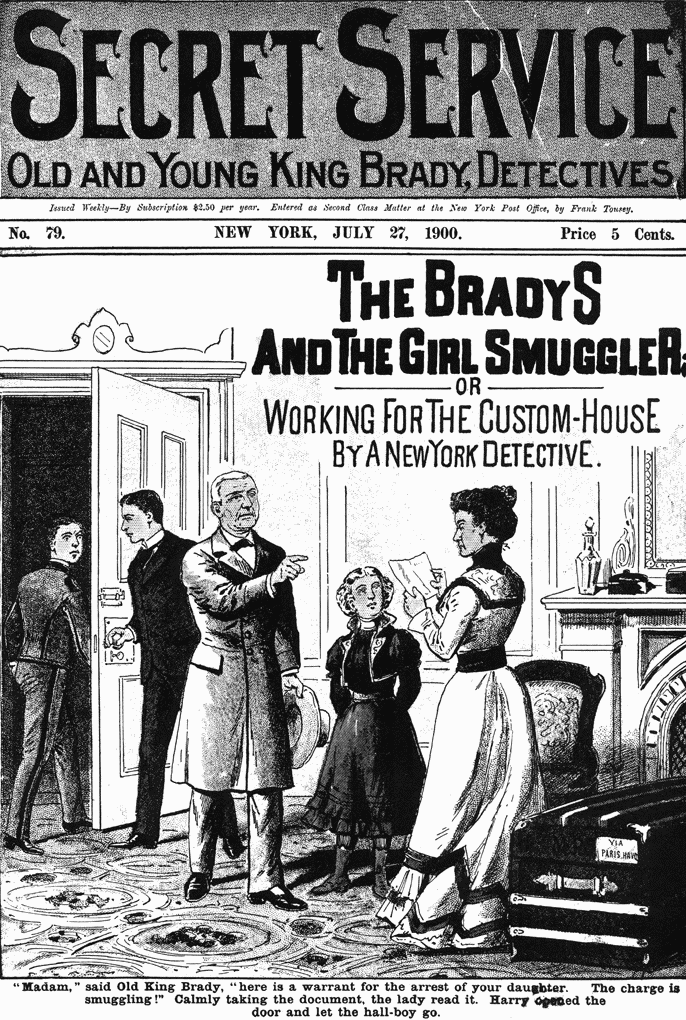 SECRET SERVICE
OLD AND YOUNG KING BRADY, DETECTIVES.
Issued Weekly—By Subscription $2.50 per year. Entered as Second Class Matter at the New York Post Office, by Frank Tousey.
No. 79. NEW YORK, JULY 27, 1900. Price 5 Cents.
THE BRADYS
AND THE GIRL SMUGGLER;
OR
WORKING FOR THE CUSTOM-HOUSE
BY A NEW YORK DETECTIVE.
VIA
PARIS. HAV
"Madam," said Old King Brady, "here is a warrant for the arrest of your daughter. The charge is
smuggling!" Calmly taking the document, the lady read it. Harry opened the
door and let the hall-boy go.